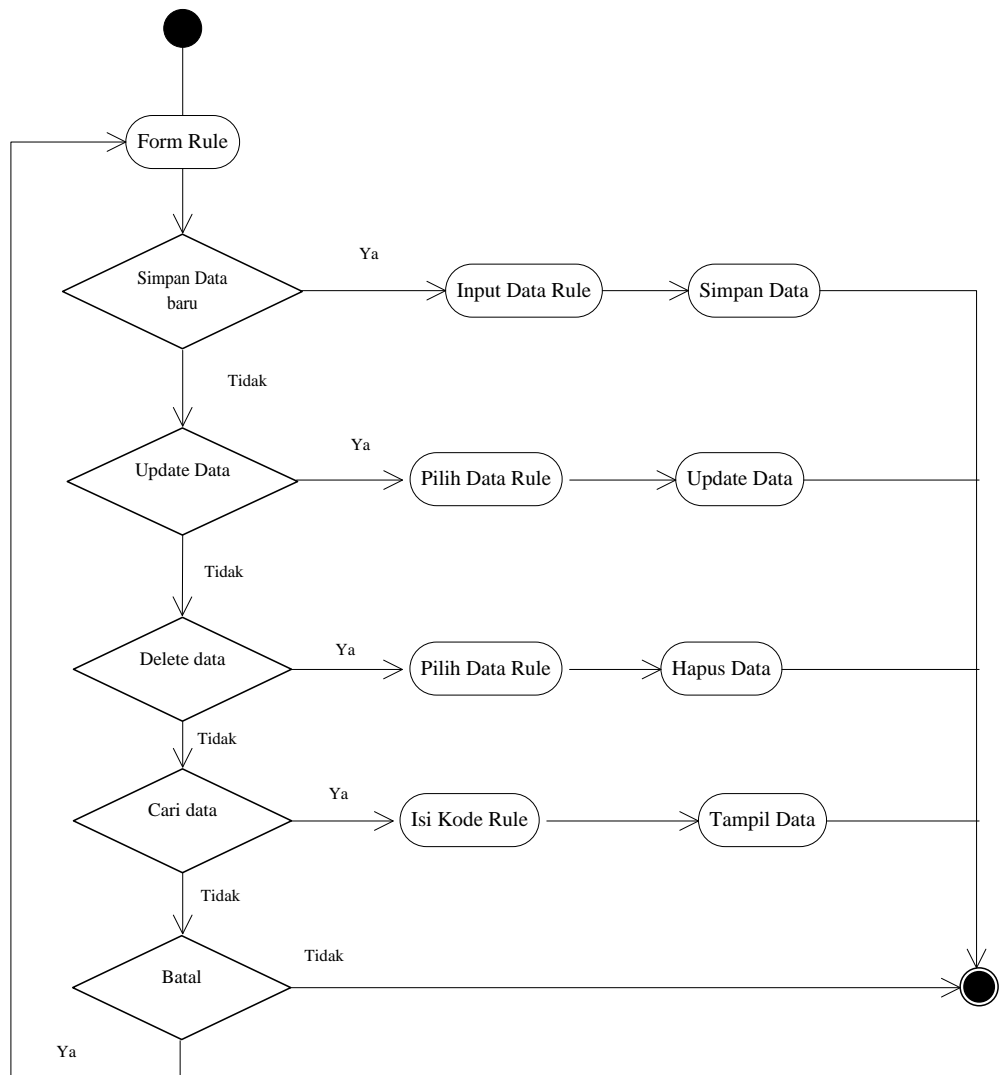 Form Rule
Ya
Simpan Data
baru
Input Data Rule
Simpan Data
Tidak
Ya
Update Data
Pilih Data Rule
Update Data
Tidak
Ya
Delete data
Pilih Data Rule
Hapus Data
Tidak
Ya
Cari data
Isi Kode Rule
Tampil Data
Tidak
Tidak
Batal
Ya